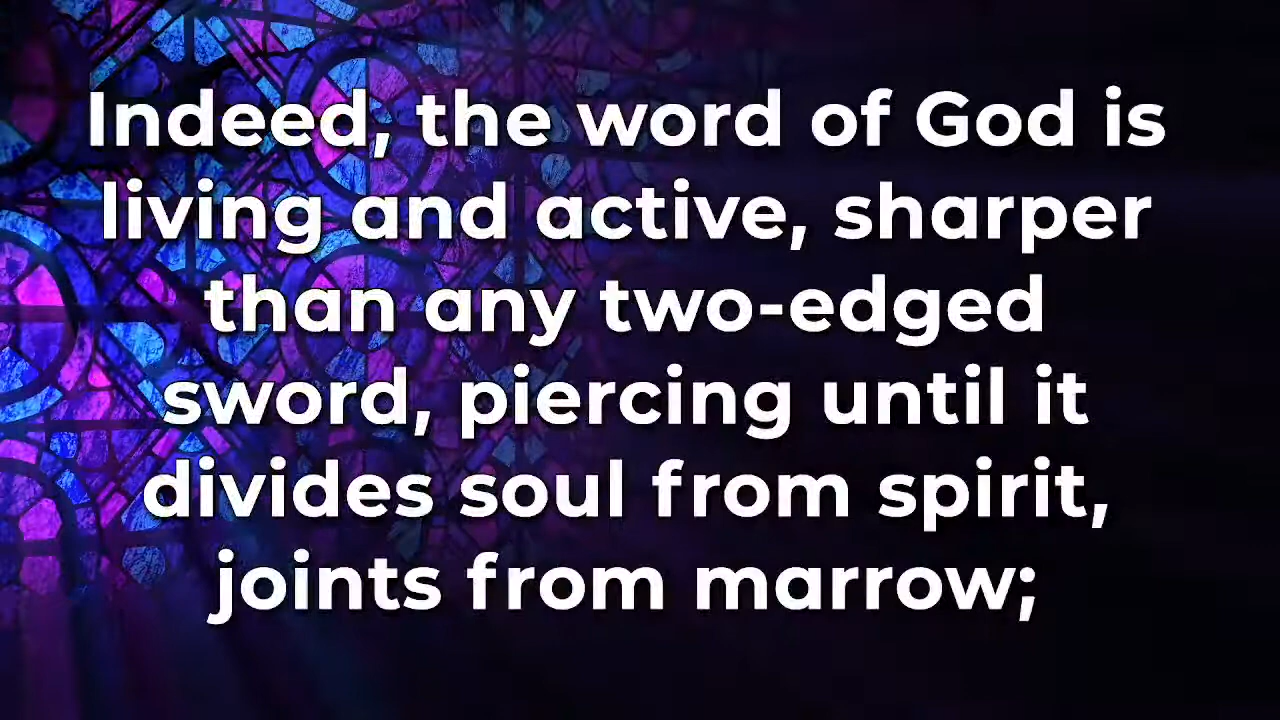 Indeed, the word of God is
living and active, sharper
than any two-edged
sword, piercing until it
divides soul from spirit,
joints from marrow;